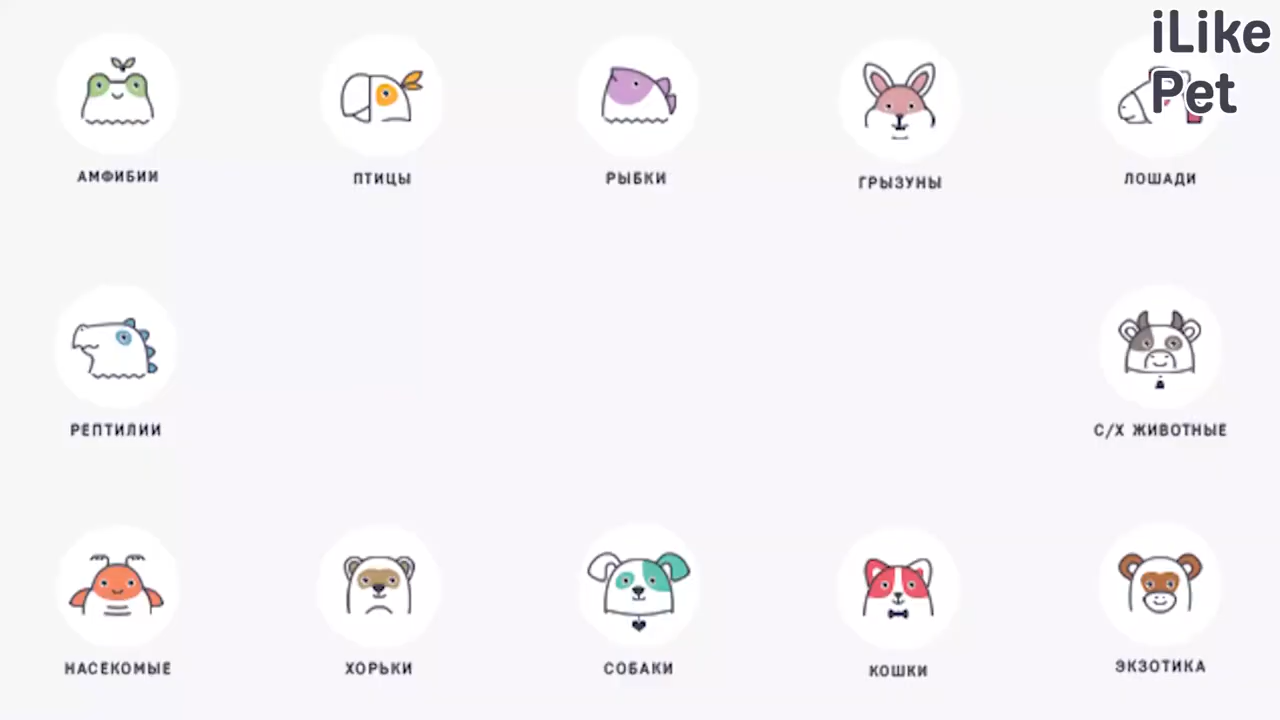 iLike
Pet
АМФИБИИ
ПТИЦЫ
РЫБКИ
ГРЫЗУНЫ
ЛОШАДИ
РЕПТИЛИИ
С/Х ЖИВОТНЫЕ
НАСЕКОМЫЕ
ХОРЬКИ
СОБАКИ
КОШКИ
ЭКЗОТИКА